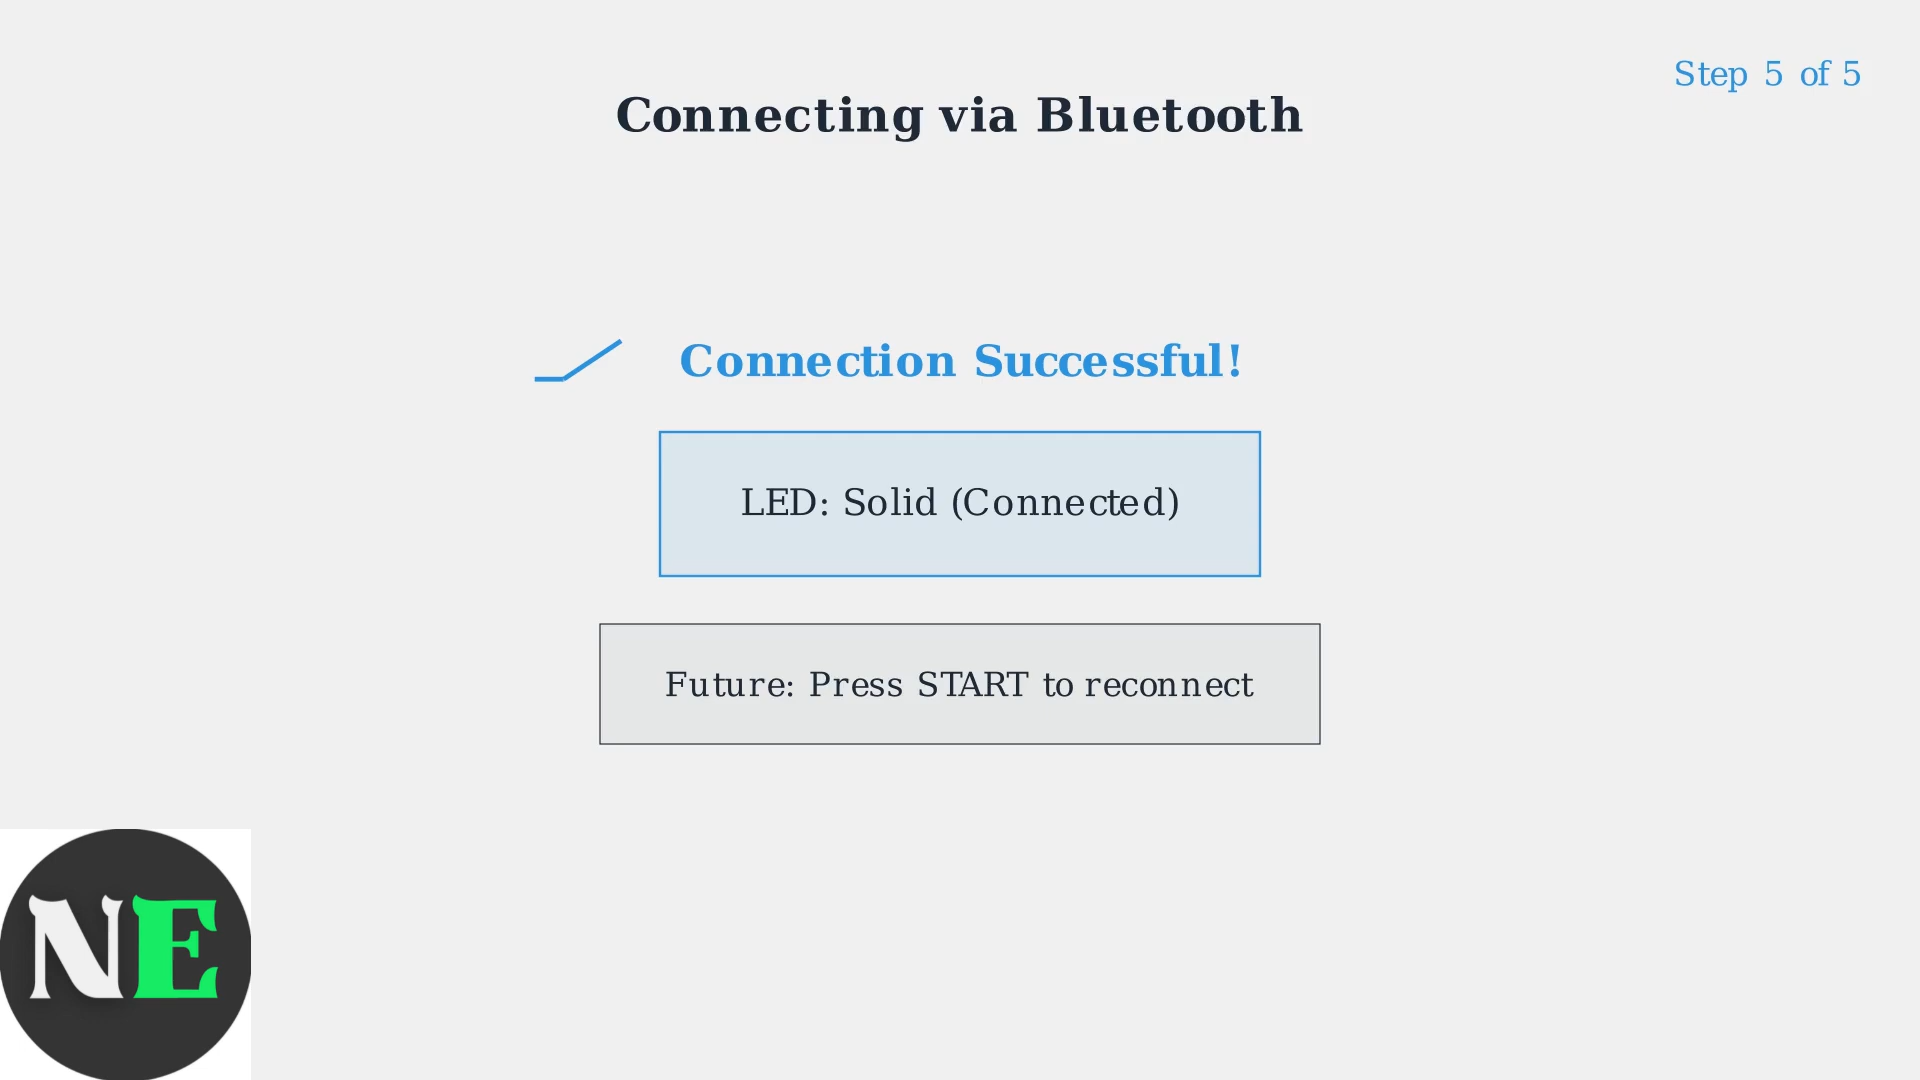 Step 5 of 5
Connecting via Bluetooth
Connection Successful!
LED: Solid (Connected)
Future: Press START to reconnect
NE